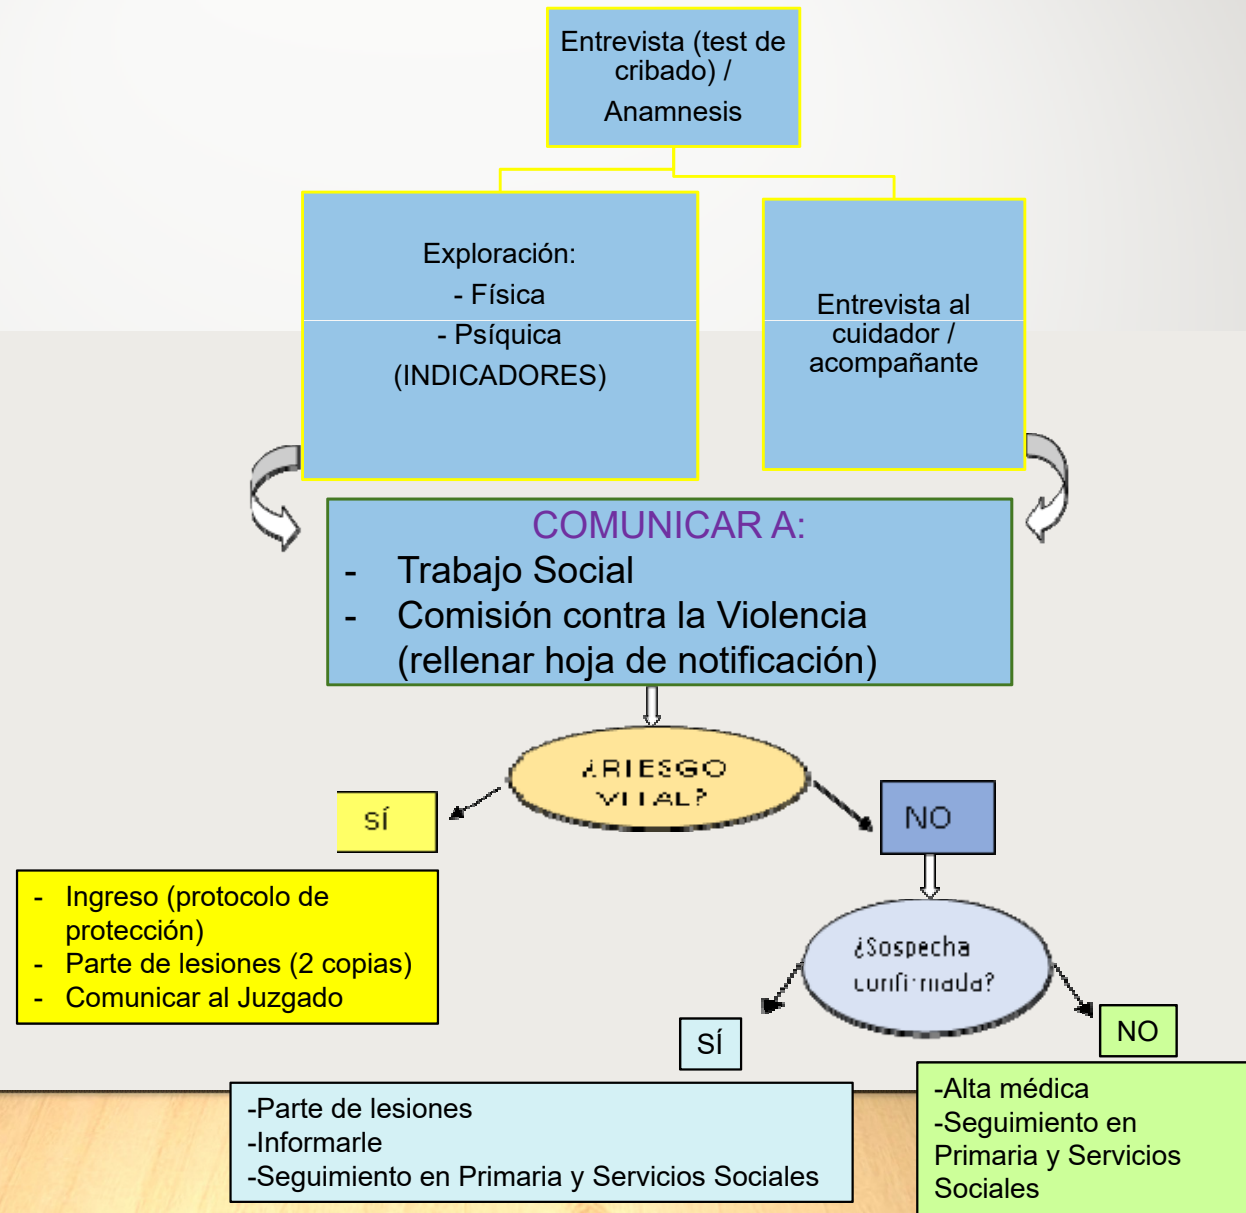 Entrevista (test de
cribado) /
Anamnesis
Exploración:
- Física
- Psíquica
(INDICADORES)
Entrevista al
cuidador /
acompañante
COMUNICAR A:
- Trabajo Social
- Comisión contra la Violencia
(rellenar hoja de notificación)
¿RIESGO
VITAL?
SÍ
NO
- Ingreso (protocolo de
protección)
- Parte de lesiones (2 copias)
- Comunicar al Juzgado
¿Sospecha
confirmada?
SÍ
NO
-Parte de lesiones
-Informarle
-Seguimiento en Primaria y Servicios Sociales
-Alta médica
-Seguimiento en
Primaria y Servicios
Sociales